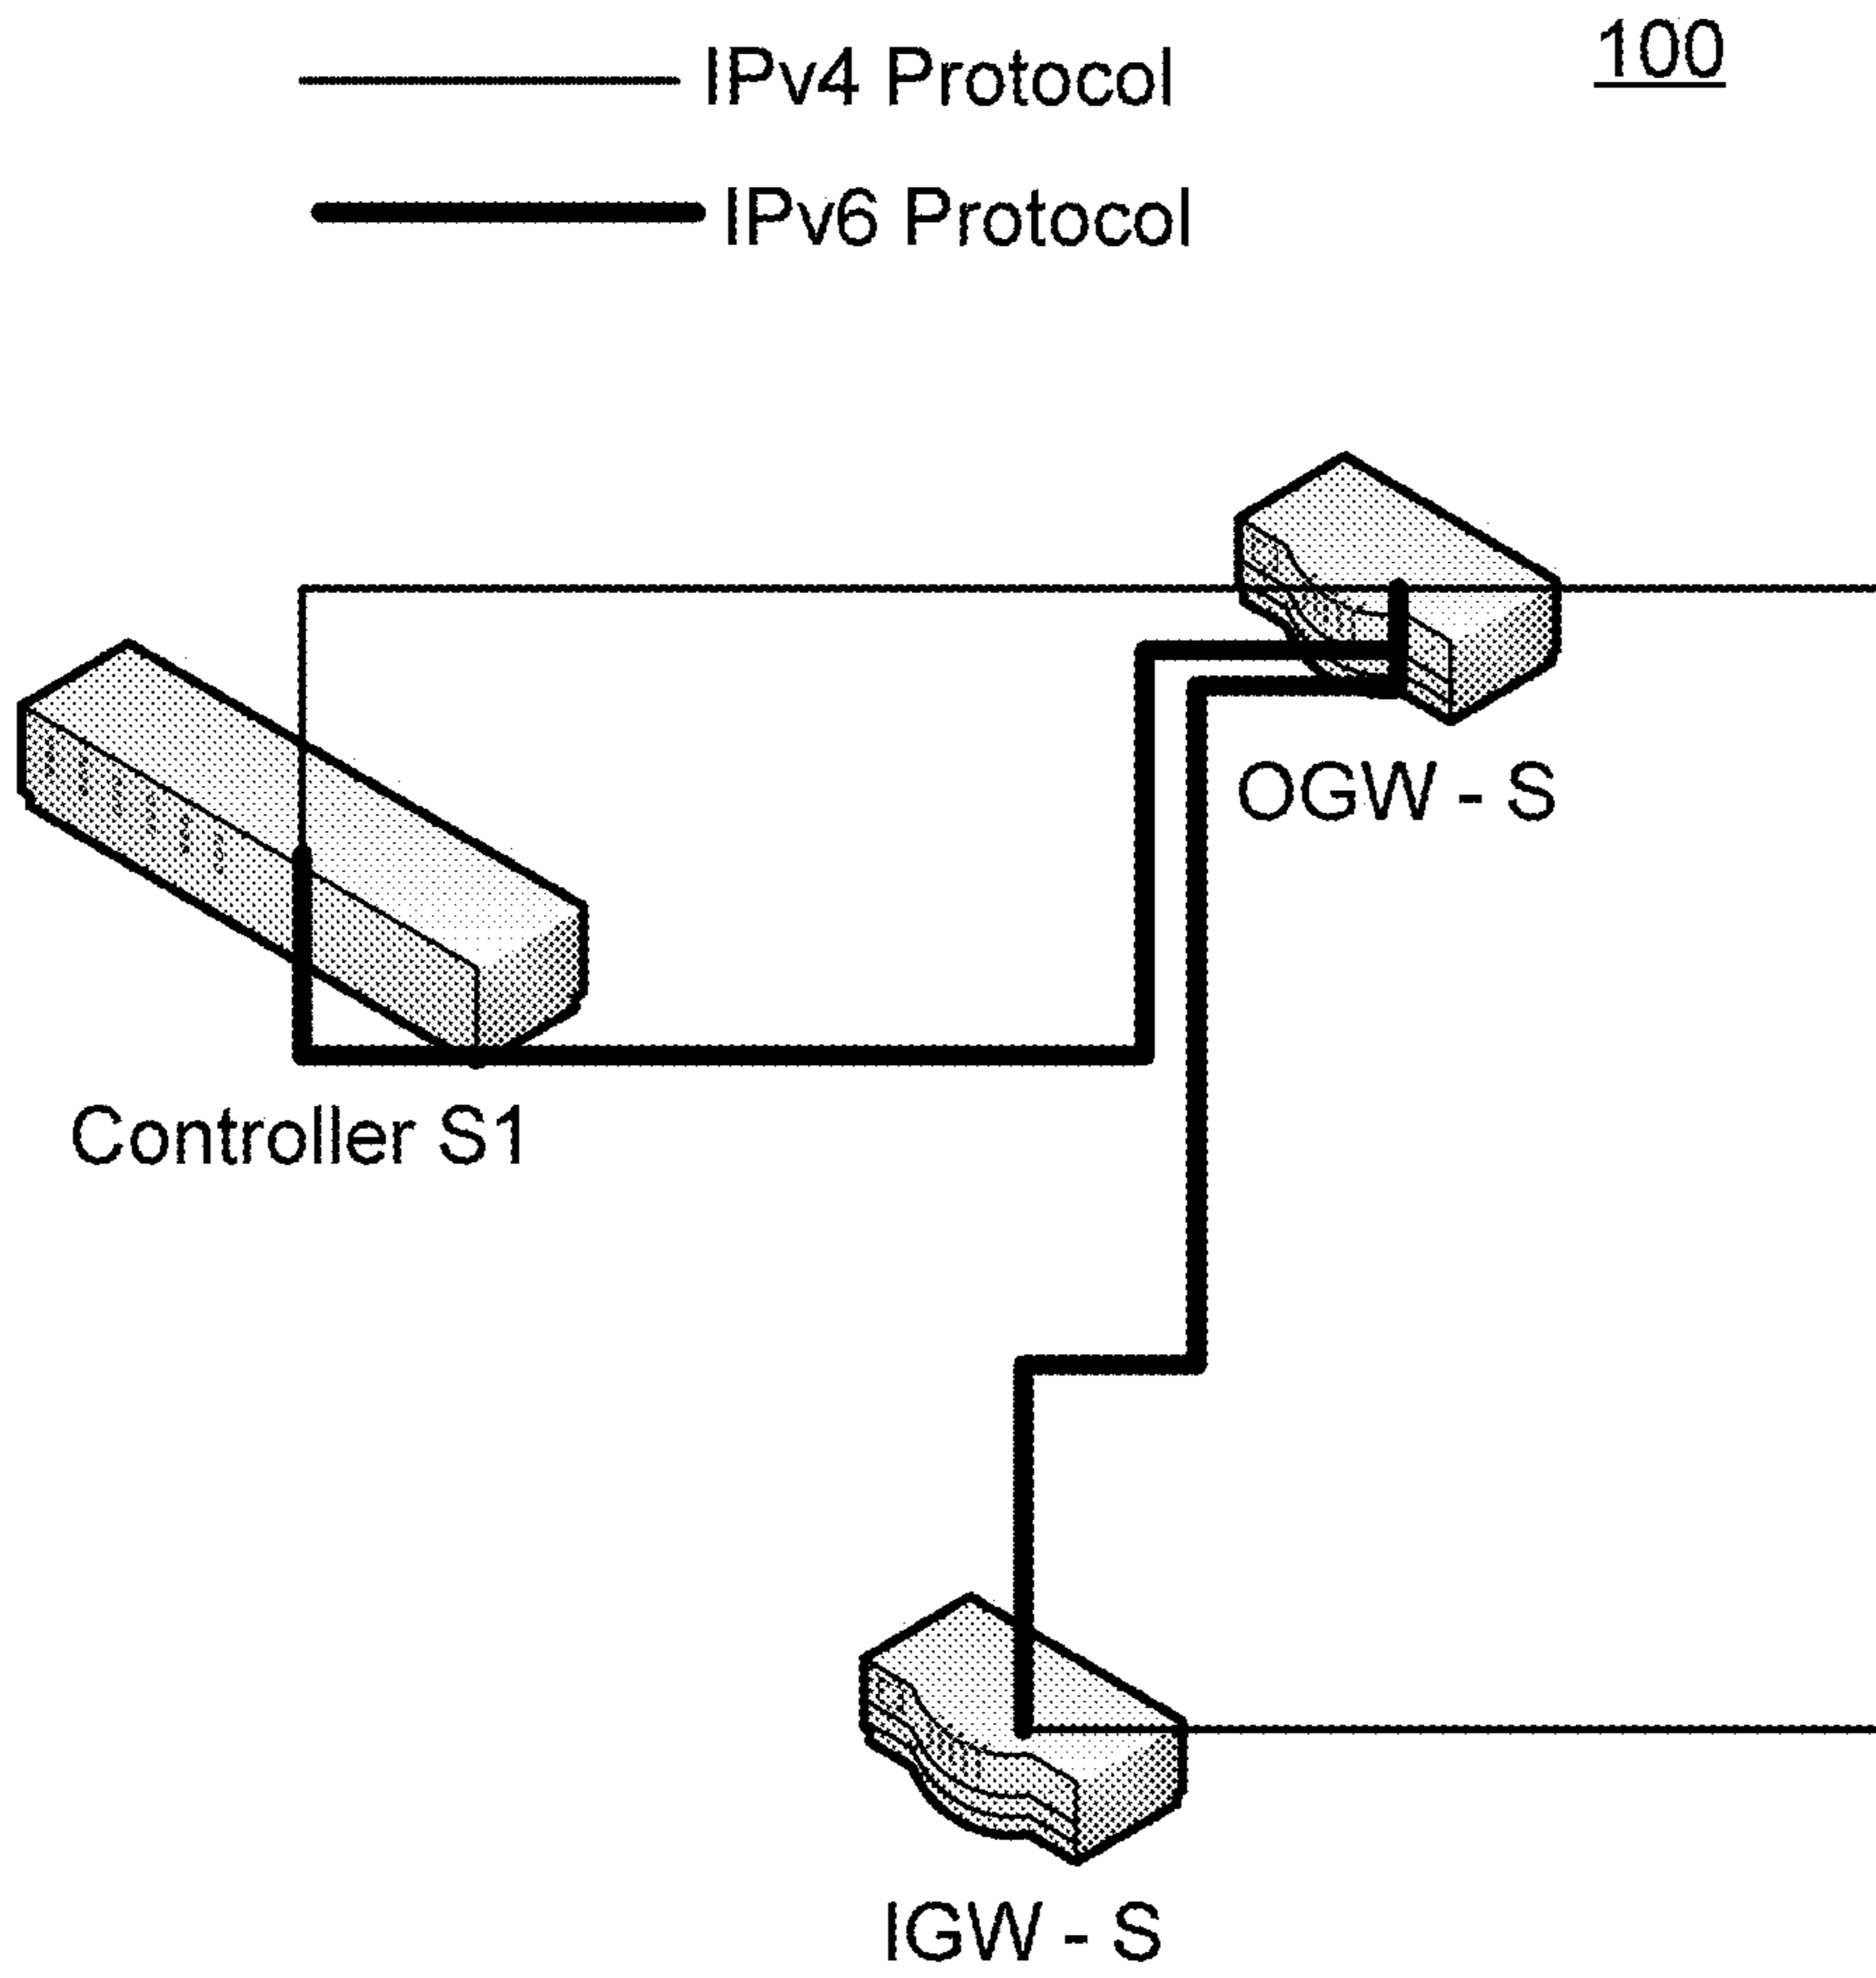 100
IPv4 Protocol
IPv6 Protocol
OGW - S
Controller S1
IGW - S